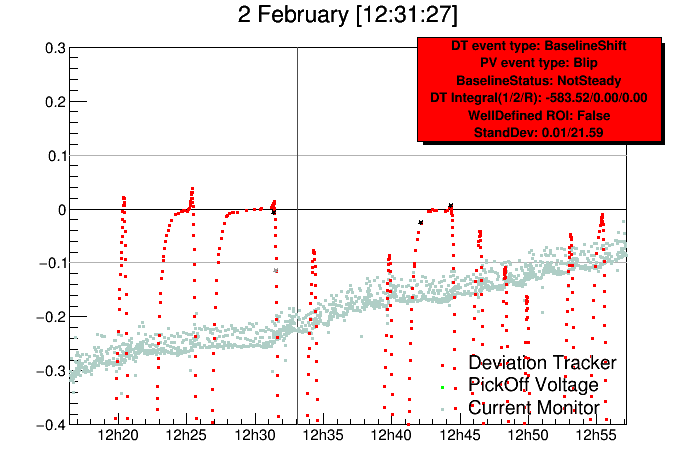 2 February [12:31:27]
DT event type: BaselineShift
PV event type: Blip
BaselineStatus: NotSteady
DT Integral(1/2/R): -583.52/0.00/0.00
WellDefined ROI: False
StandDev: 0.01/21.59
0.3
0.2
0.1
0
−0.1
−0.2
−0.3
−0.4
Deviation Tracker
PickOff Voltage
Current Monitor
12h20 12h25 12h30 12h35 12h40 12h45 12h50 12h55